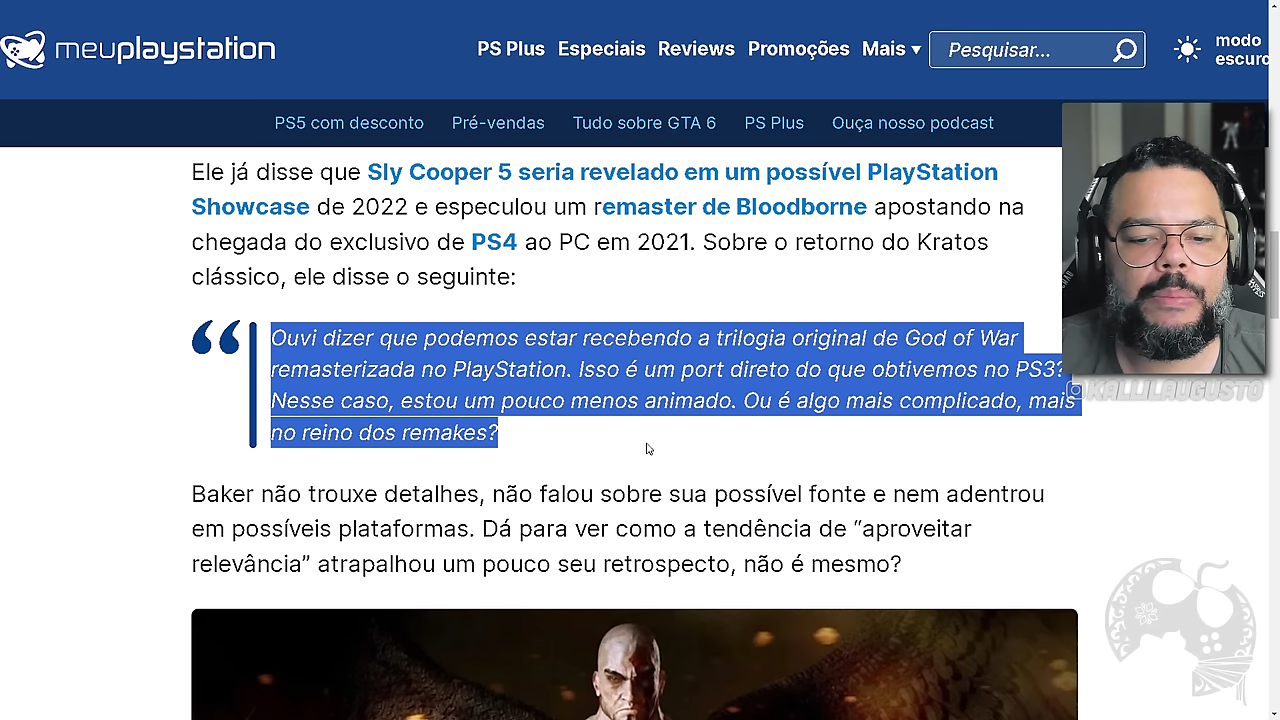 meuplaystation
PS Plus Especiais Reviews Promoções Mais ▾
Pesquisar...
modo
escuro
PS5 com desconto Pré-vendas Tudo sobre GTA 6 PS Plus Ouça nosso podcast
Ele já disse que Sly Cooper 5 seria revelado em um possível PlayStation
Showcase de 2022 e especulou um remaster de Bloodborne apostando na
chegada do exclusivo de PS4 ao PC em 2021. Sobre o retorno do Kratos
clássico, ele disse o seguinte:
“
Ouvi dizer que podemos estar recebendo a trilogia original de God of War
remasterizada no PlayStation. Isso é um port direto do que obtivemos no PS3?
Nesse caso, estou um pouco menos animado. Ou é algo mais complicado, mais
no reino dos remakes?
@KALLILAUGUSTO
Baker não trouxe detalhes, não falou sobre sua possível fonte e nem adentrou
em possíveis plataformas. Dá para ver como a tendência de “aproveitar
relevância” atrapalhou um pouco seu retrospecto, não é mesmo?